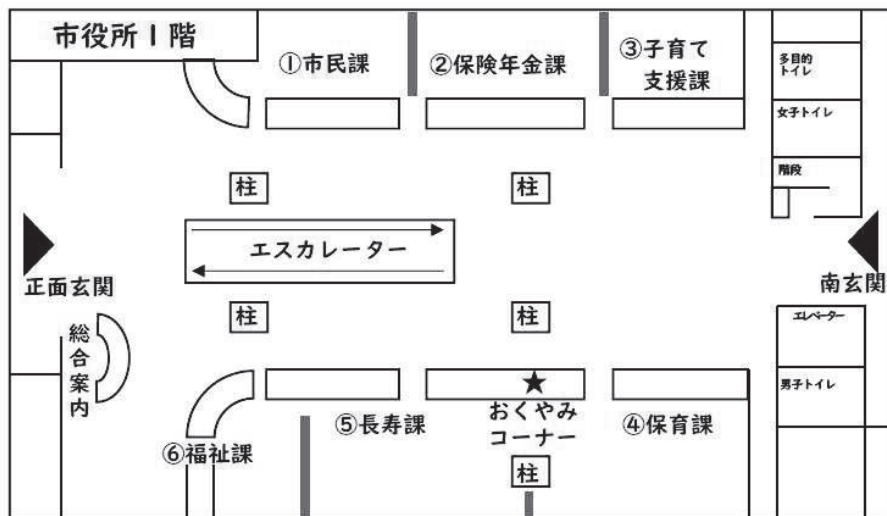 市役所1階
①市民課
②保険年金課
③子育て
支援課
多目的
トイレ
女子トイレ
階段
柱
柱
エスカレーター
正面玄関
南玄関
柱
柱
総合案内
エレベーター
男子トイレ
★
おくやみ
コーナー
⑤長寿課
④保育課
⑥福祉課
柱